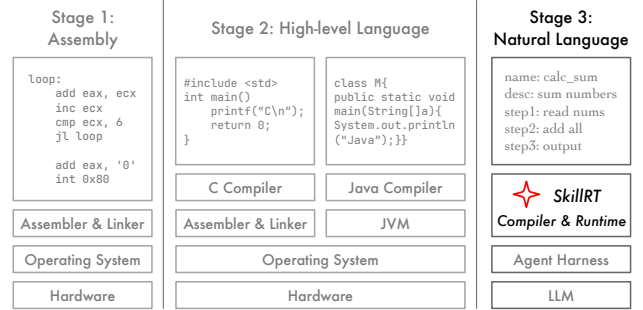 Stage 1:
Assembly
loop:
add eax, ecx
inc ecx
cmp ecx, 6
jl loop
add eax, '0'
int 0x80
Assembler & Linker
Operating System
Hardware
Stage 2: High-level Language
#include <std>
int main()
printf("C\n");
return 0;
}
C Compiler
Assembler & Linker
class M{
public static void
main(String[]a){
System.out.println
("Java");}}
Java Compiler
JVM
Operating System
Hardware
Stage 3:
Natural Language
name: calc_sum
desc: sum numbers
step1: read nums
step2: add all
step3: output
SkillRT
Compiler & Runtime
Agent Harness
LLM